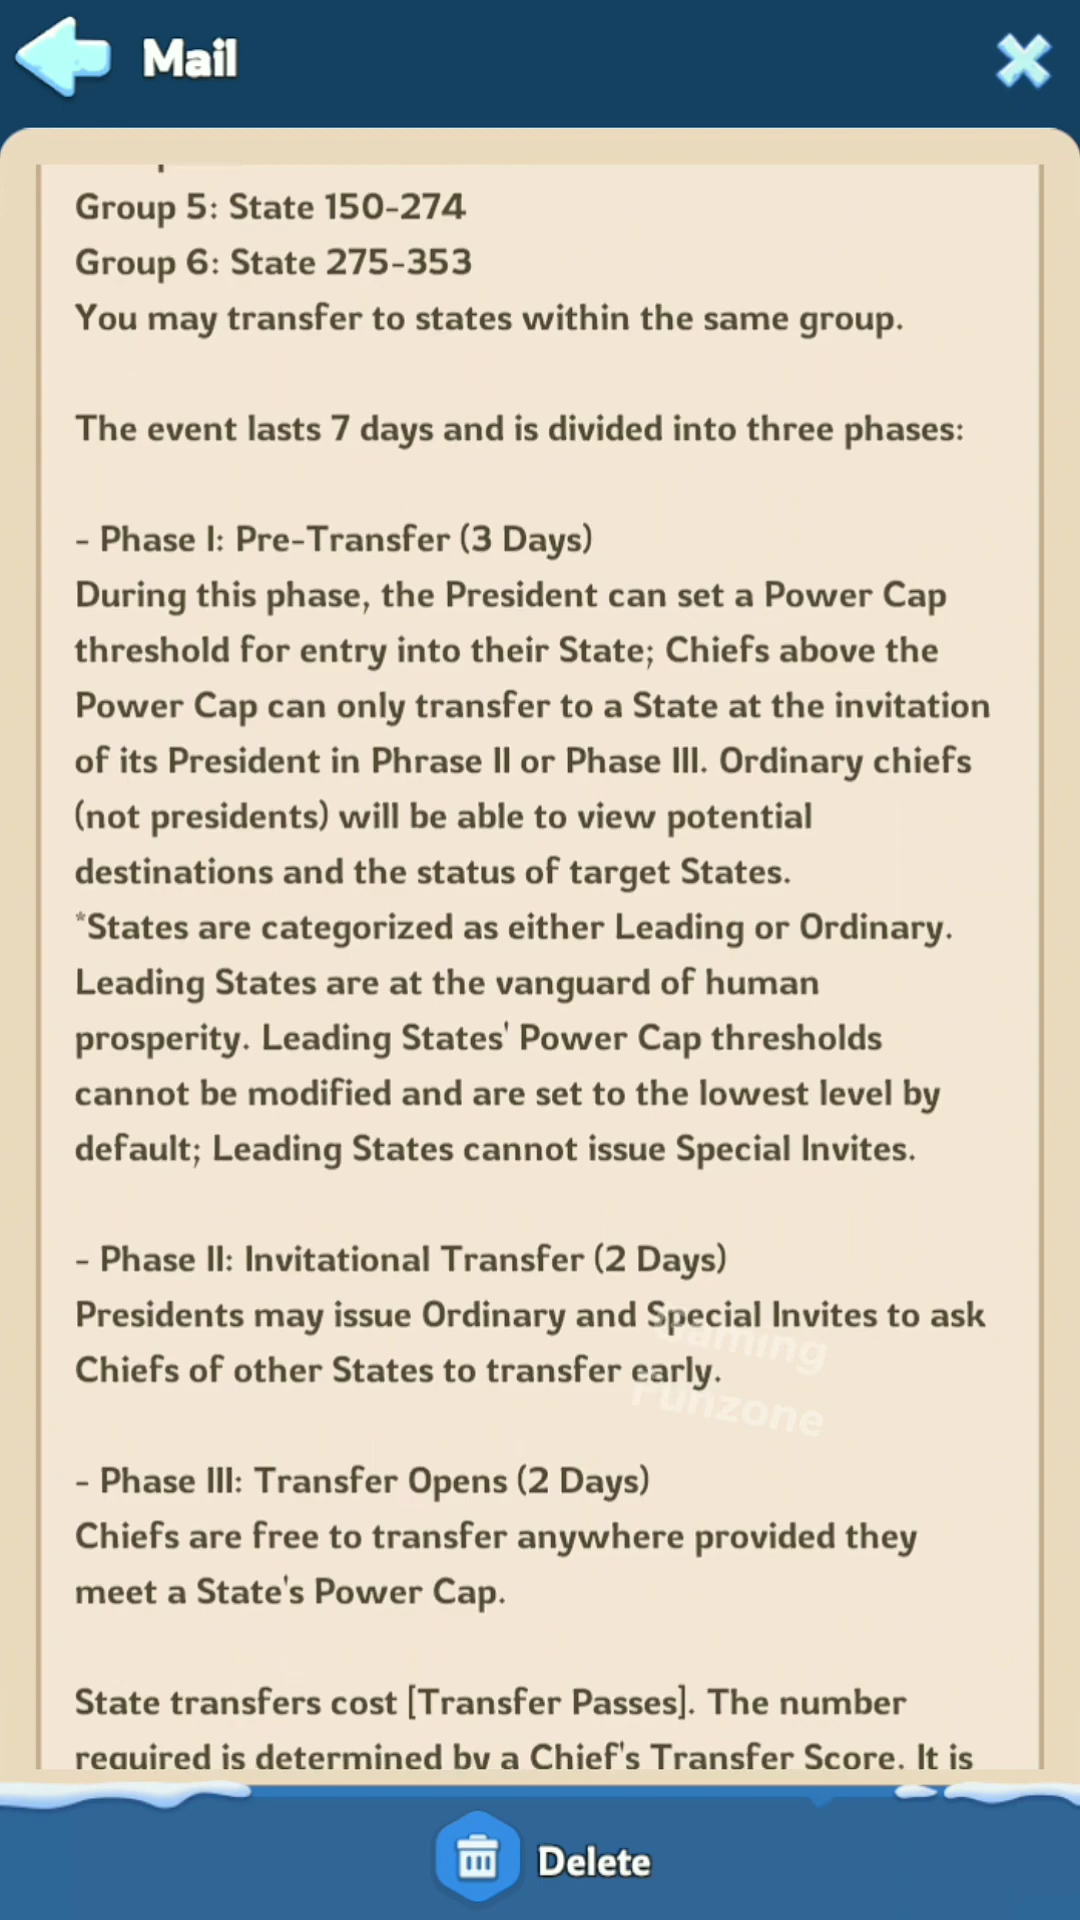 Mail
Group 5: State 150-274
Group 6: State 275-353
You may transfer to states within the same group.
The event lasts 7 days and is divided into three phases:
- Phase I: Pre-Transfer (3 Days)
During this phase, the President can set a Power Cap
threshold for entry into their State; Chiefs above the
Power Cap can only transfer to a State at the invitation
of its President in Phrase II or Phase III. Ordinary chiefs
(not presidents) will be able to view potential
destinations and the status of target States.
*States are categorized as either Leading or Ordinary.
Leading States are at the vanguard of human
prosperity. Leading States' Power Cap thresholds
cannot be modified and are set to the lowest level by
default; Leading States cannot issue Special Invites.
- Phase II: Invitational Transfer (2 Days)
Presidents may issue Ordinary and Special Invites to ask
Chiefs of other States to transfer early.
Gaming
Funzone
- Phase III: Transfer Opens (2 Days)
Chiefs are free to transfer anywhere provided they
meet a State's Power Cap.
State transfers cost [Transfer Passes]. The number
required is determined by a Chief's Transfer Score. It is
Delete